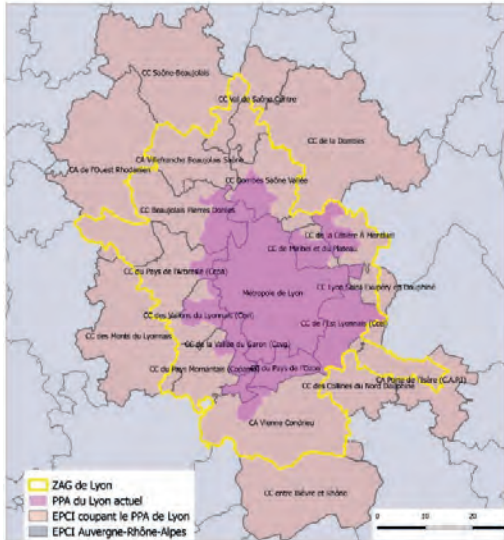 CC Saône-Beaujolais
CC Val de Saône Centre
CC de la Dombes
CA Villefranche Beaujolais Saône
CA de l'Ouest Rhodanien
CC Dombes Saône Vallée
CC Beaujolais Pierres Dorées
CC de la Côtière À Montluel
CC de Miribel et du Plateau
CC du Pays de l'Arbresle (Ccpa)
CC Lyon Saint Exupéry en Dauphiné
Métropole de Lyon
CC des Vallons du Lyonnais (Ccvl)
CC de l'Est Lyonnais (Ccel)
CC des Monts du Lyonnais
CC de la Vallée du Garon (Ccvg)
CC du Pays Mornantais
du Pays de l'Ozon
CA Porte de l'Isère (C.A.P.I)
CC des Collines du Nord Dauphiné
CA Vienne Condrieu
CC entre Bièvre et Rhône
ZAG de Lyon
PPA du Lyon actuel
EPCI coupant le PPA de Lyon
EPCI Auvergne-Rhône-Alpes
0 10 20